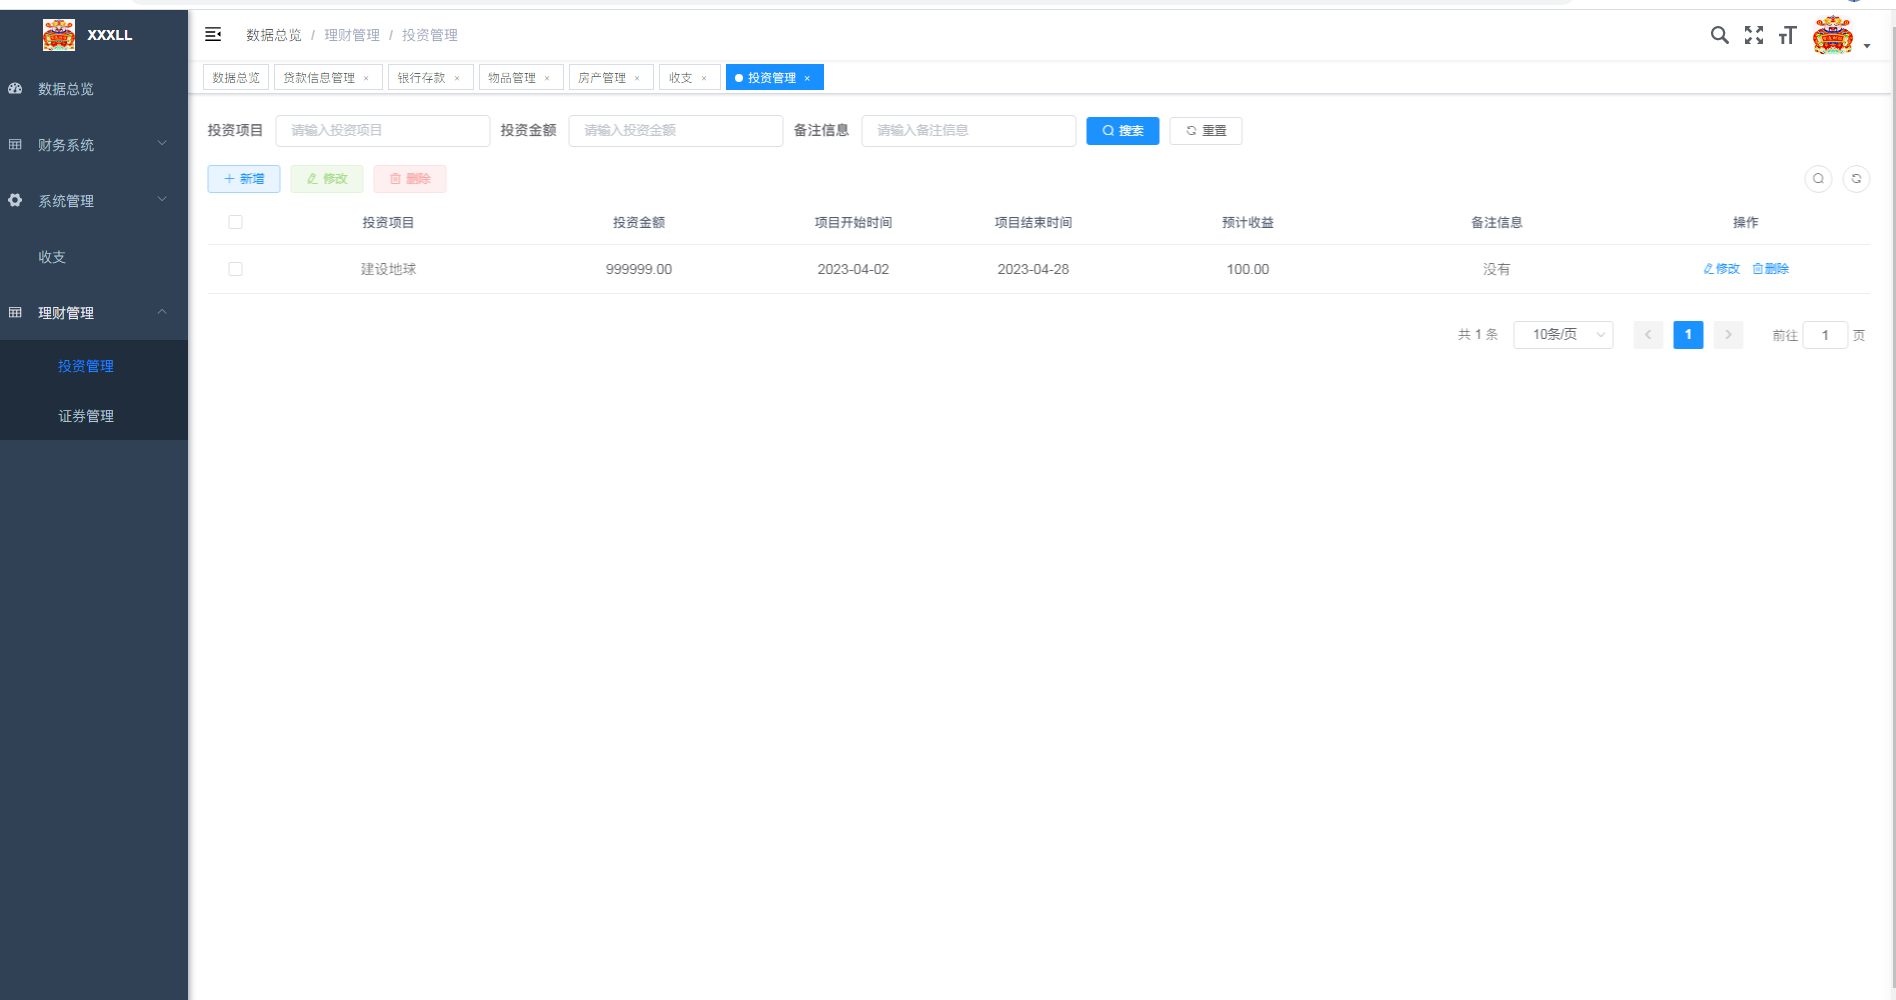 XXXLL
数据总览 / 理财管理 / 投资管理
数据总览 贷款信息管理 × 银行存款 × 物品管理 × 房产管理 × 收支 × 投资管理 ×
数据总览
财务系统
系统管理
收支
理财管理
投资管理
证券管理
投资项目 请输入投资项目 投资金额 请输入投资金额 备注信息 请输入备注信息 搜索 重置
新增 修改 删除
投资项目 投资金额 项目开始时间 项目结束时间 预计收益 备注信息 操作
建设地球 999999.00 2023-04-02 2023-04-28 100.00 没有 修改 删除
共 1 条 10条/页 1 前往 1 页